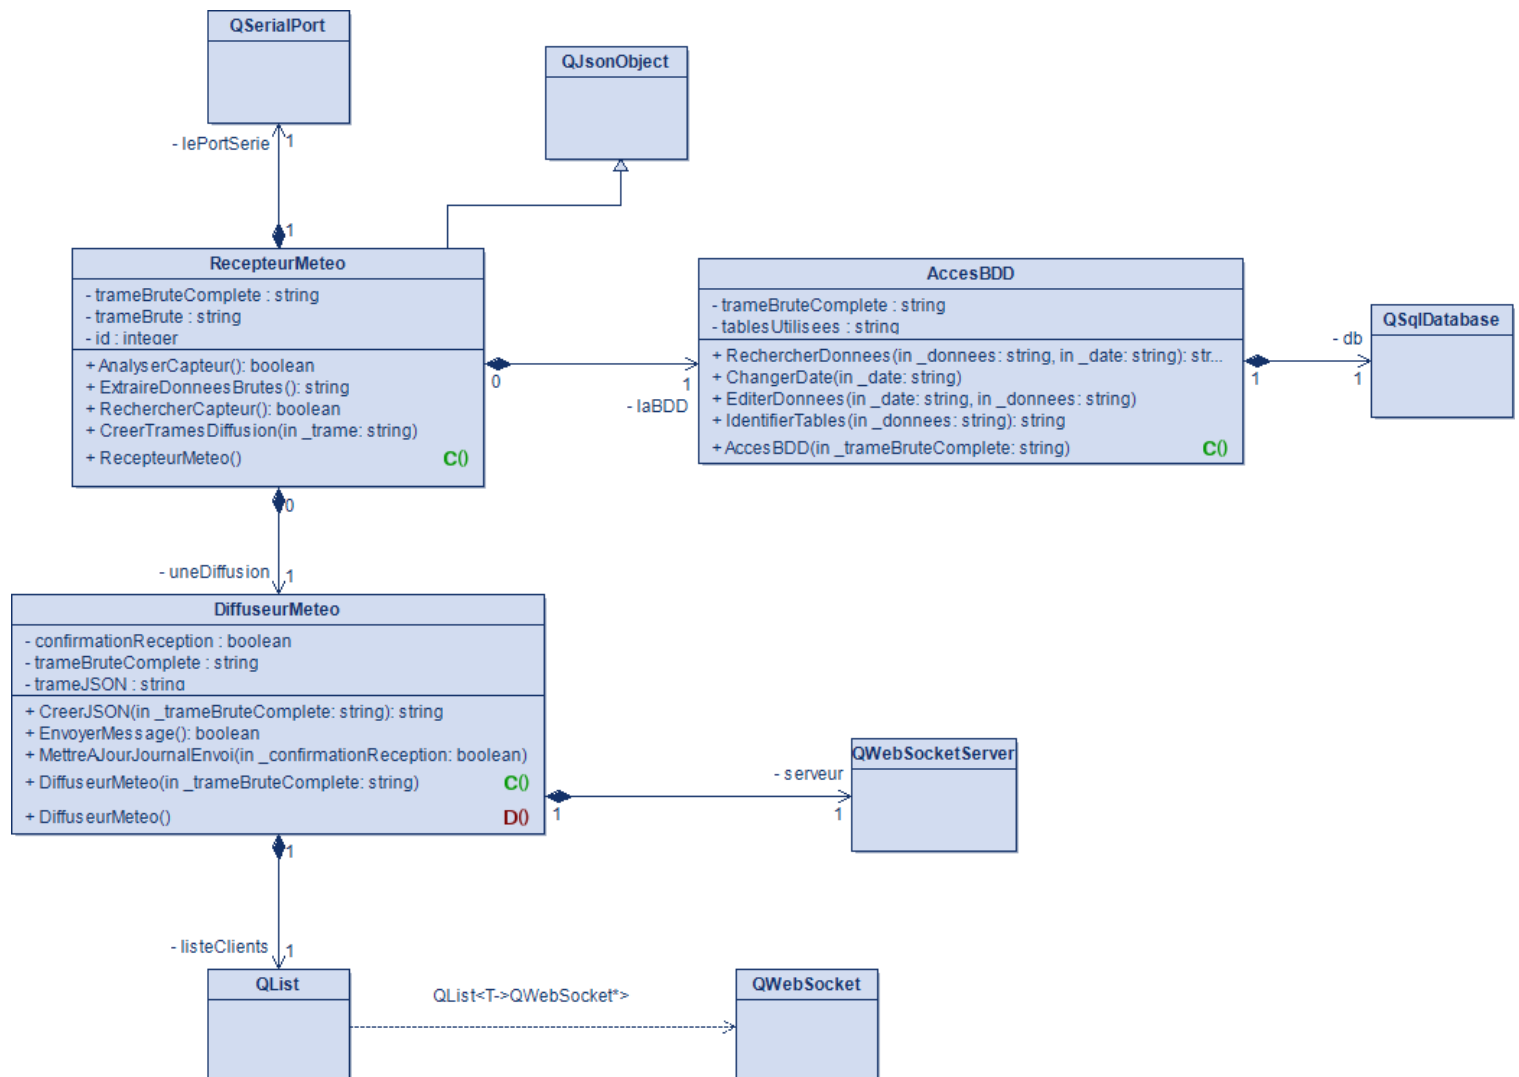 QSerialPort
QJsonObject
- lePortSerie
1
1
RecepteurMeteo
- trameBruteComplete : string
- trameBrute : string
- id : integer
+ AnalyserCapteur(): boolean
+ ExtraireDonneesBrutes(): string
+ RechercherCapteur(): boolean
+ CreerTramesDiffusion(in _trame: string)
+ RecepteurMeteo() C()
0
1
- laBDD
AccesBDD
- trameBruteComplete : string
- tablesUtilisees : string
+ RechercherDonnees(in _donnees: string, in _date: string): str...
+ ChangerDate(in _date: string)
+ EditerDonnees(in _date: string, in _donnees: string)
+ IdentifierTables(in _donnees: string): string
+ AccesBDD(in _trameBruteComplete: string) C()
1
- db
1
QSqlDatabase
0
- uneDiffusion
1
DiffuseurMeteo
- confirmationReception : boolean
- trameBruteComplete : string
- trameJSON : string
+ CreerJSON(in _trameBruteComplete: string): string
+ EnvoyerMessage(): boolean
+ MettreAJourJournalEnvoi(in _confirmationReception: boolean)
+ DiffuseurMeteo(in _trameBruteComplete: string) C()
+ DiffuseurMeteo() D()
1
- serveur
1
QWebSocketServer
1
- listeClients
1
QList
QList<T->QWebSocket*>
QWebSocket